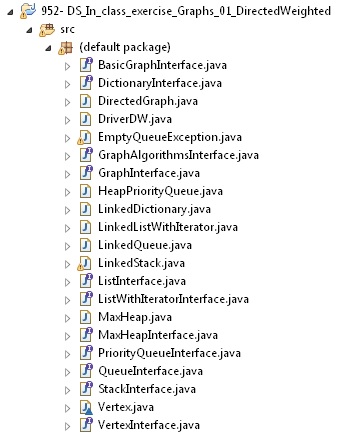 952- DS_In_class_exercise_Graphs_01_DirectedWeighted
src
(default package)
BasicGraphInterface.java
DictionaryInterface.java
DirectedGraph.java
DriverDW.java
EmptyQueueException.java
GraphAlgorithmsInterface.java
GraphInterface.java
HeapPriorityQueue.java
LinkedDictionary.java
LinkedListWithIterator.java
LinkedQueue.java
LinkedStack.java
ListInterface.java
ListWithIteratorInterface.java
MaxHeap.java
MaxHeapInterface.java
PriorityQueueInterface.java
QueueInterface.java
StackInterface.java
Vertex.java
VertexInterface.java